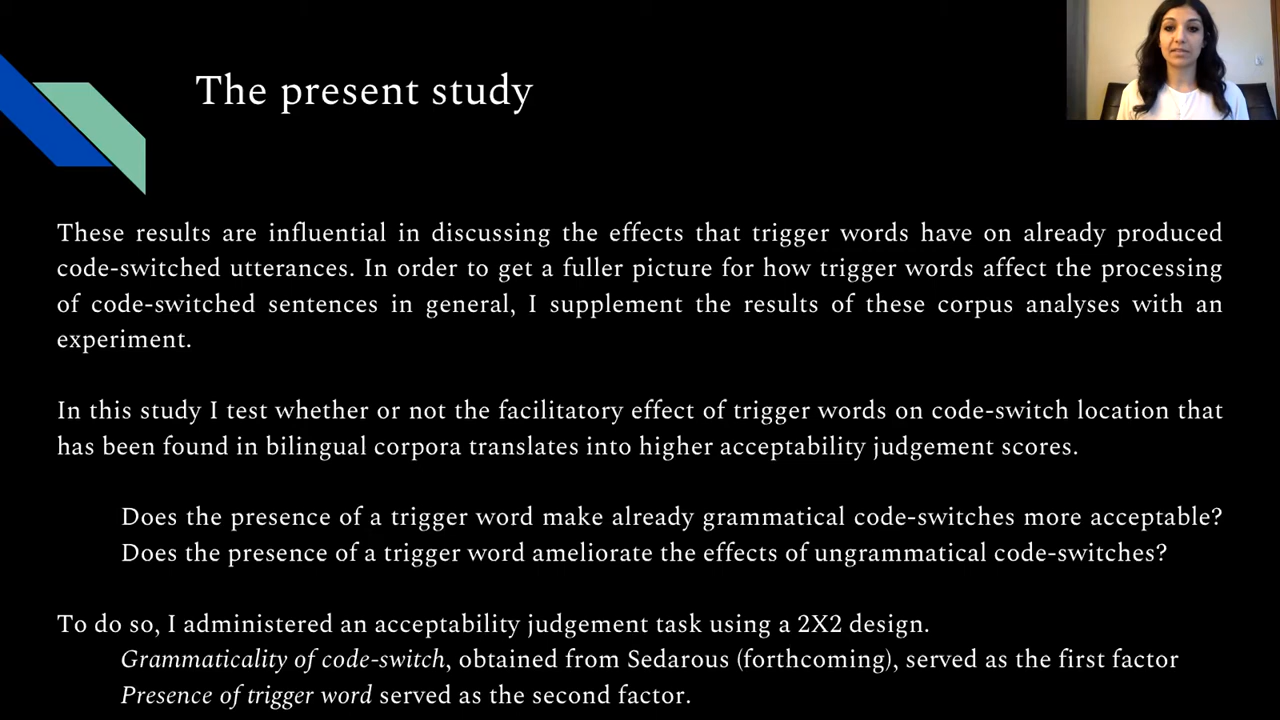 The present study
These results are influential in discussing the effects that trigger words have on already produced
code-switched utterances. In order to get a fuller picture for how trigger words affect the processing
of code-switched sentences in general, I supplement the results of these corpus analyses with an
experiment.
In this study I test whether or not the facilitatory effect of trigger words on code-switch location that
has been found in bilingual corpora translates into higher acceptability judgement scores.
Does the presence of a trigger word make already grammatical code-switches more acceptable?
Does the presence of a trigger word ameliorate the effects of ungrammatical code-switches?
To do so, I administered an acceptability judgement task using a 2X2 design.
Grammaticality of code-switch, obtained from Sedarous (forthcoming), served as the first factor
Presence of trigger word served as the second factor.